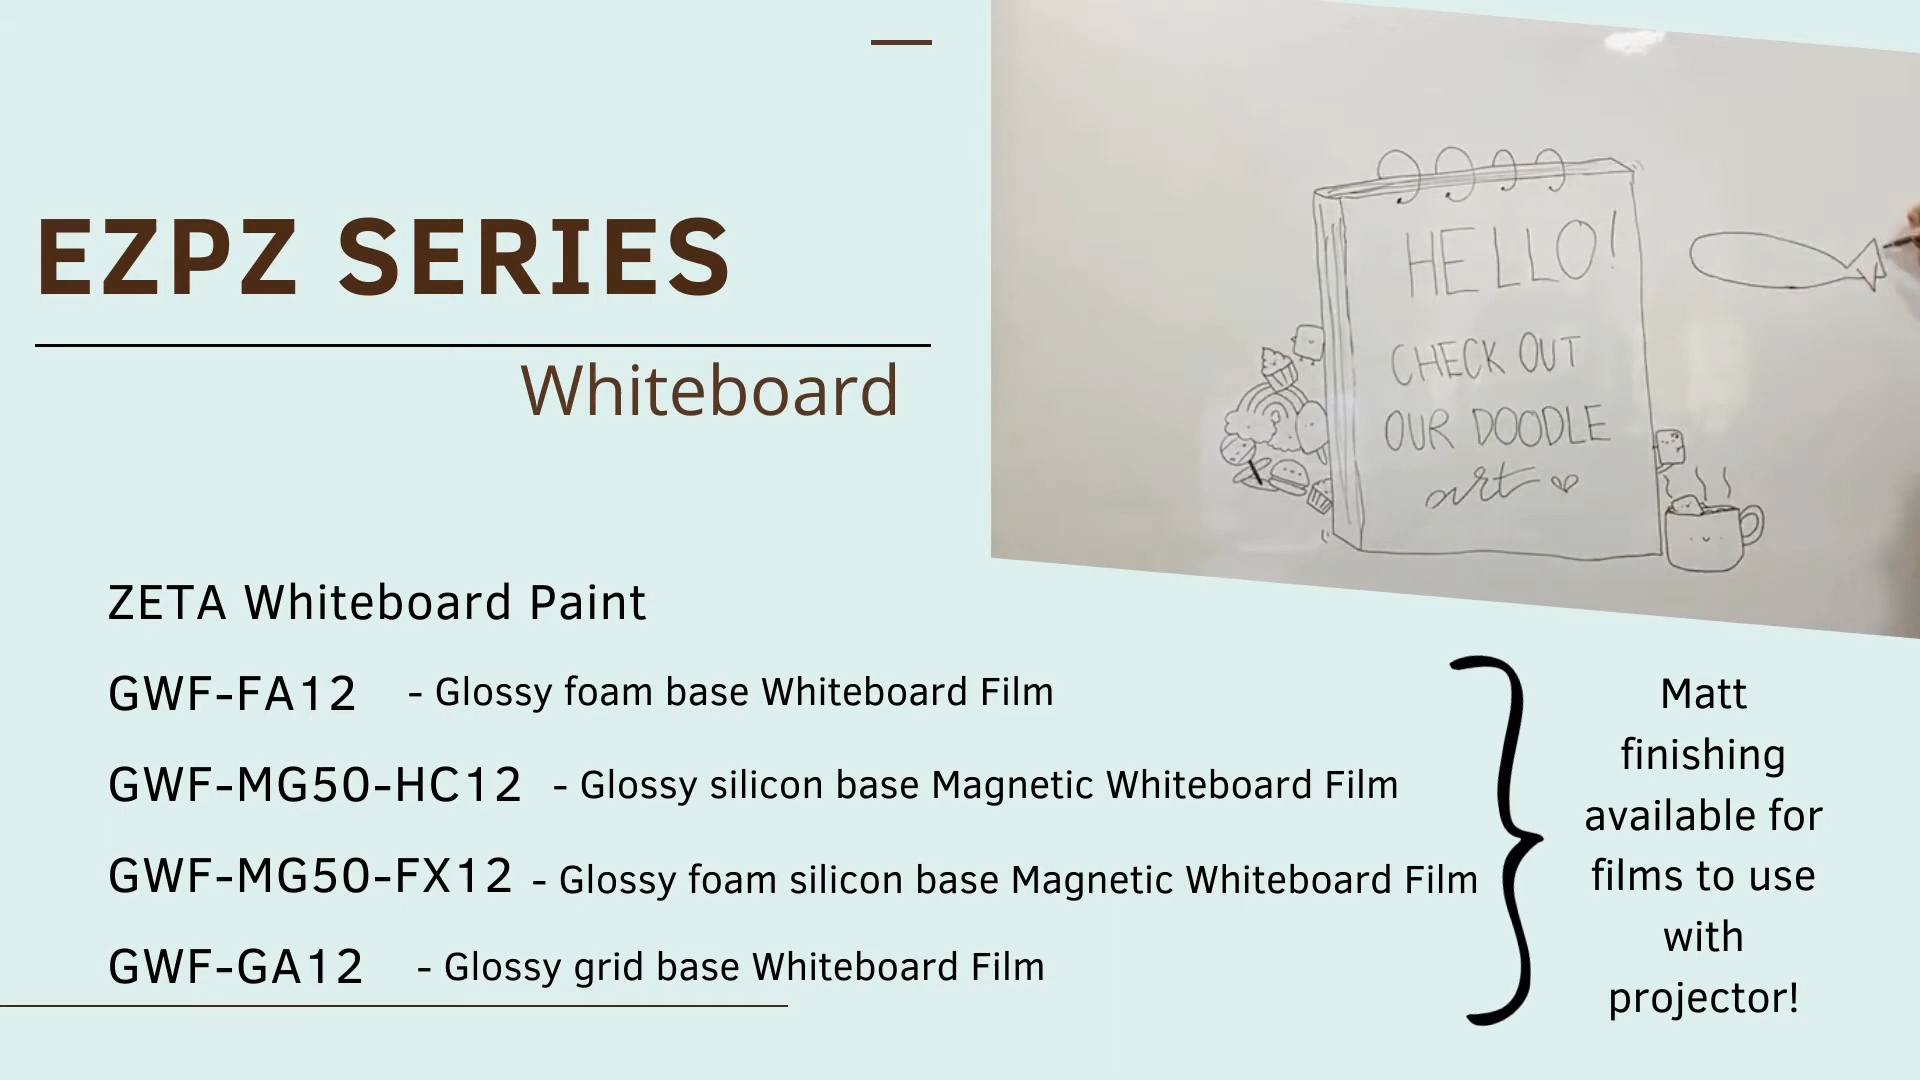 EZPZ SERIES
Whiteboard
HELLO!
CHECK OUT
OUR DOODLE
art
ZETA Whiteboard Paint
GWF-FA12 - Glossy foam base Whiteboard Film
GWF-MG50-HC12 - Glossy silicon base Magnetic Whiteboard Film
GWF-MG50-FX12 - Glossy foam silicon base Magnetic Whiteboard Film
GWF-GA12 - Glossy grid base Whiteboard Film
Matt
finishing
available for
films to use
with
projector!